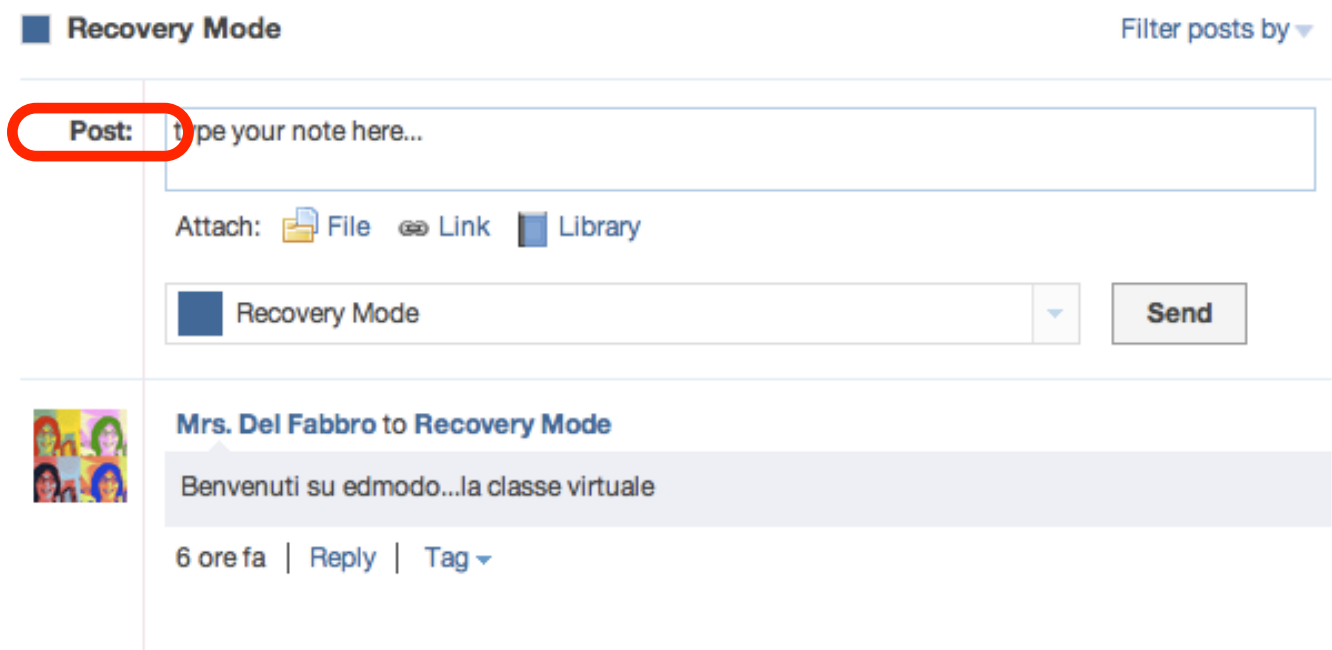 Recovery Mode
Filter posts by
Post:
type your note here...
Attach: File Link Library
Recovery Mode
Send
Mrs. Del Fabbro to Recovery Mode
Benvenuti su edmodo...la classe virtuale
6 ore fa | Reply | Tag